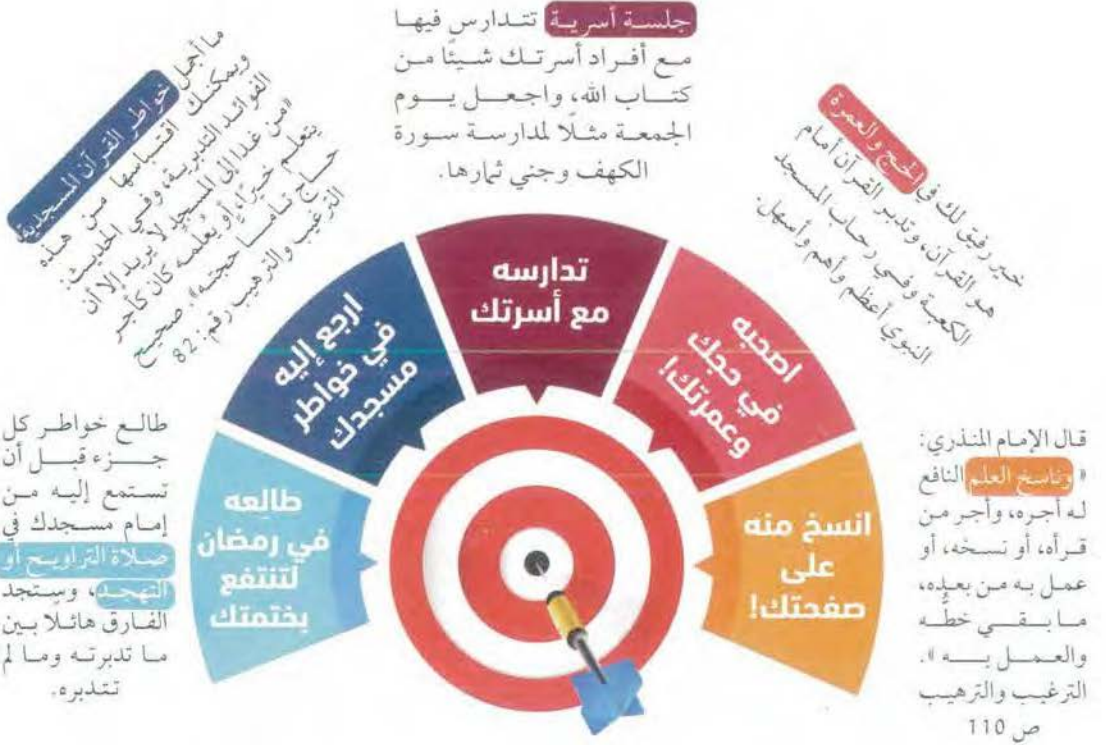 جلسة أسرية تتدارس فيها
مع أفراد أسرتك شيئًا من
كتاب الله، واجعل يوم
الجمعة مثلًا لمدارسة سورة
الكهف وجني ثمارها.
خير رفيق لك في الحج والعمرة
هو القرآن، وتدبر القرآن أمام
الكعبة وفي رحاب المسجد
النبوي أعظم وأهم وأسهل.
ما أجمل خواطر القرآن المسجدية،
ويمكنك اقتباسها من هذه
الفوائد التدبرية، وفي الحديث:
«من غدا إلى المسجد لا يريد إلا أن
يتعلم خيرًا، أو يُعلمه كان كأجر
حاج تامًا حجته» صحيح
الترغيب والترهيب رقم: 82
تدارسه
مع أسرتك
اصحبه
في حجك
وعمرتك!
ارجع إليه
في خواطر
مسجدك
انسخ منه
على
صفحتك!
طالعه
في رمضان
لتنتفع
بختمتك
قال الإمام المنذري:
« وناسخ العلم النافع
له أجره، وأجر من
قرأه، أو نسخه، أو
عمل به من بعده،
ما بقي خطُّه
والعمل به ».
الترغيب والترهيب
ص 110
طالع خواطر كل
جزء قبل أن
تستمع إليه من
إمام مسجدك في
صلاة التراويح أو
التهجد، وستجد
الفارق هائلًا بين
ما تدبرته وما لم
تتدبره.